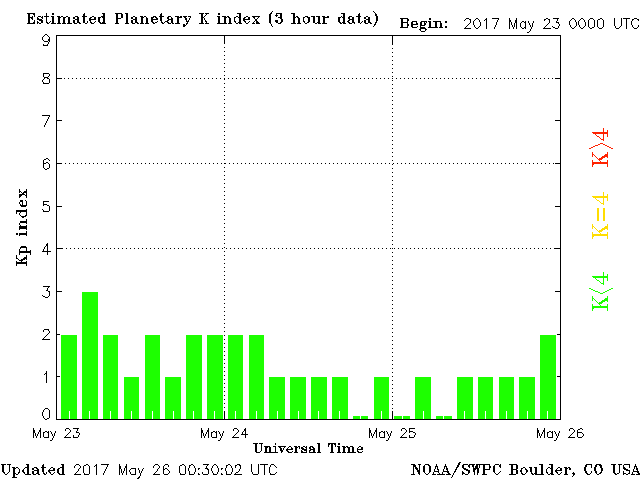 Estimated Planetary K index (3 hour data)
Begin: 2017 May 23 0000 UTC
9
8
7
6
5
4
3
2
1
0
Kp index
K>4
K=4
K<4
May 23
May 24
May 25
May 26
Universal Time
Updated 2017 May 26 00:30:02 UTC
NOAA/SWPC Boulder, CO USA